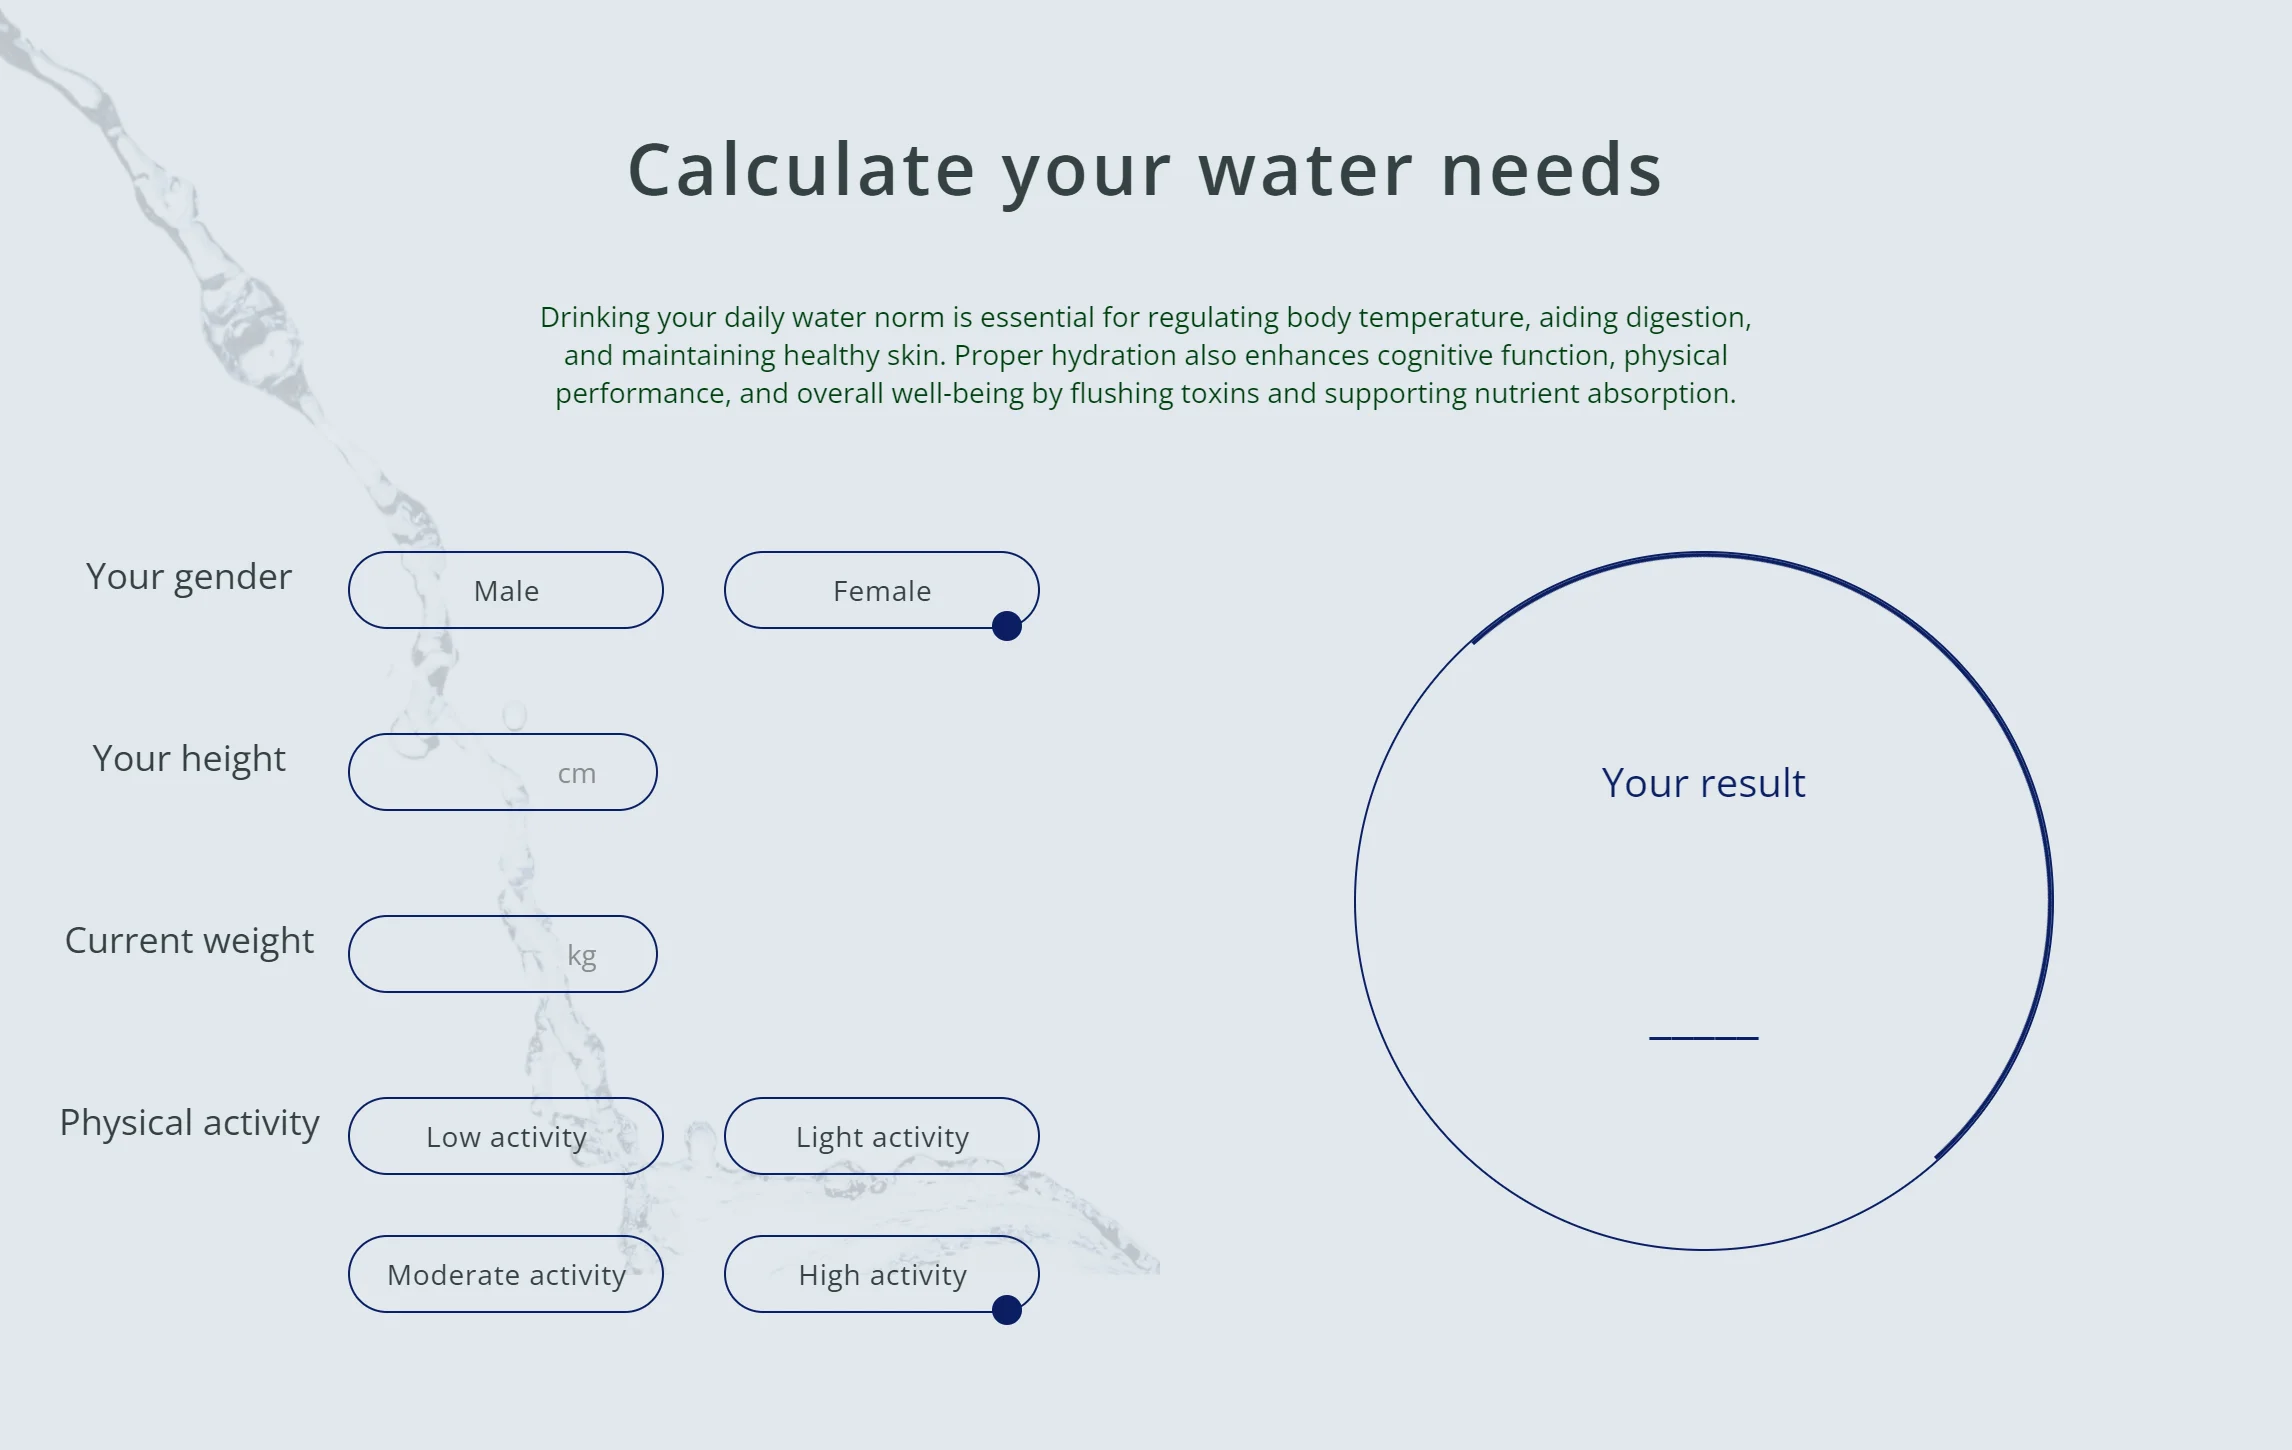 Calculate your water needs
Drinking your daily water norm is essential for regulating body temperature, aiding digestion,
and maintaining healthy skin. Proper hydration also enhances cognitive function, physical
performance, and overall well-being by flushing toxins and supporting nutrient absorption.
Your gender
Male
Female
Your height
cm
Current weight
kg
Physical activity
Low activity
Light activity
Moderate activity
High activity
Your result
_____